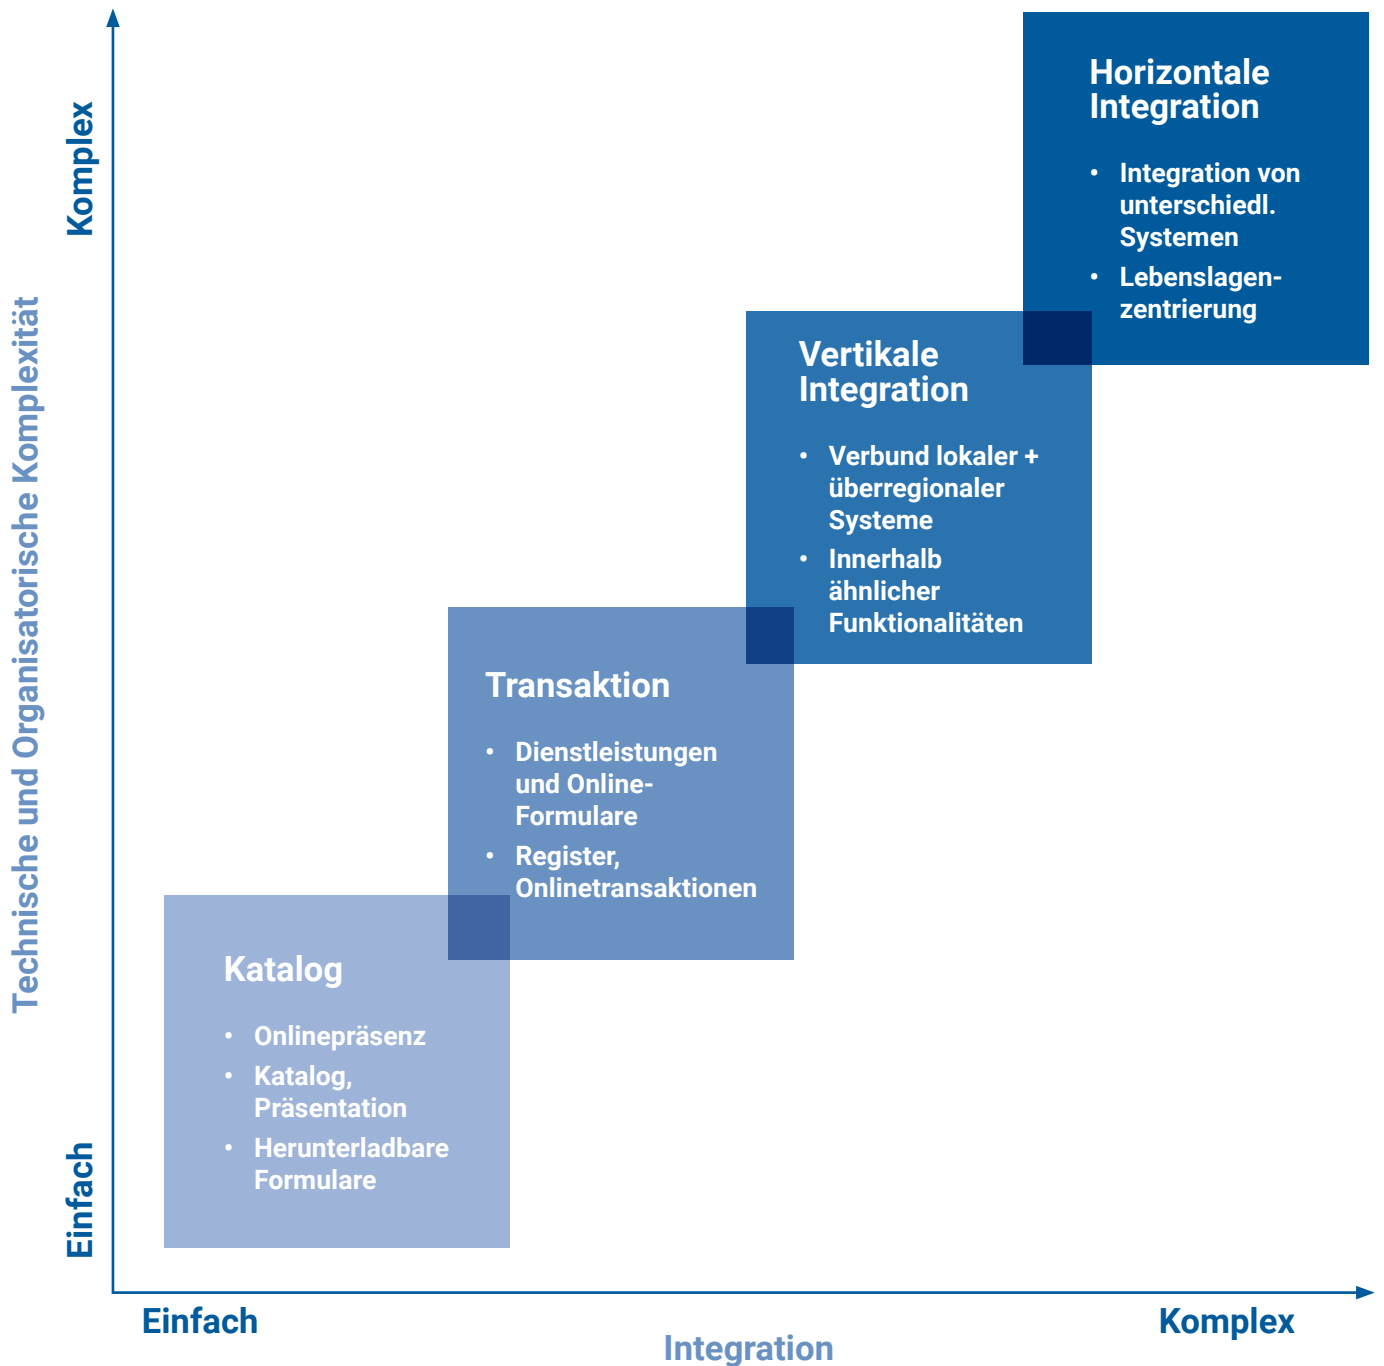 Komplex
Technische und Organisatorische Komplexität
Einfach
Horizontale
Integration
• Integration von
unterschiedl.
Systemen
• Lebenslagen-
zentrierung
Vertikale
Integration
• Verbund lokaler +
überregionaler
Systeme
• Innerhalb
ähnlicher
Funktionalitäten
Transaktion
• Dienstleistungen
und Online-
Formulare
• Register,
Onlinetransaktionen
Katalog
• Onlinepräsenz
• Katalog,
Präsentation
• Herunterladbare
Formulare
Einfach
Komplex
Integration